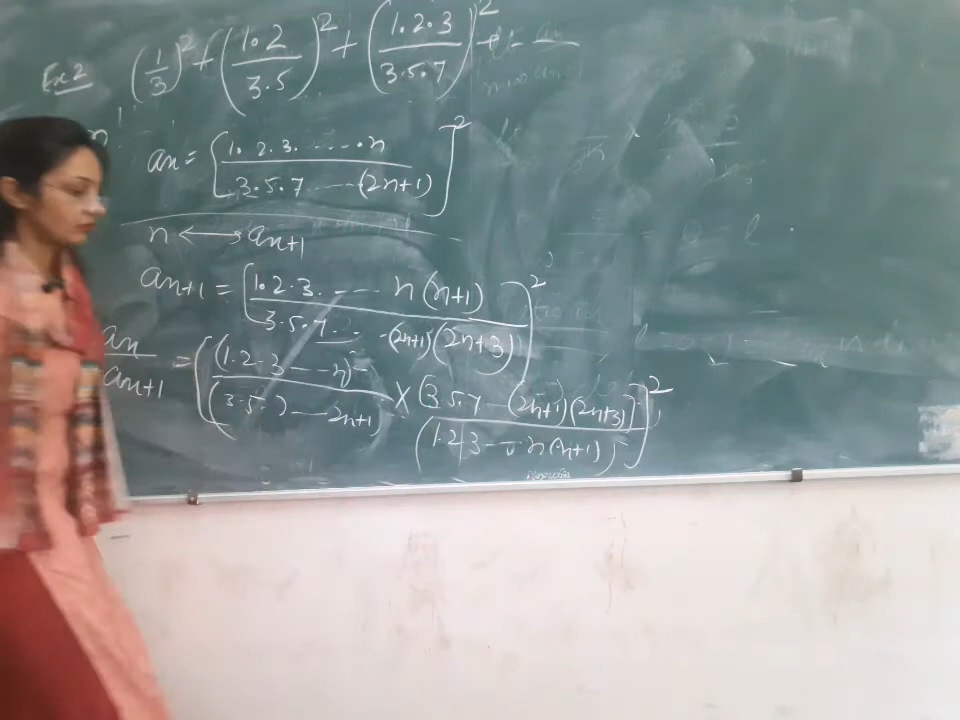 Ex 2 (1/3)² + (1.2/3.5)² + (1.2.3/3.5.7)² + - -
an = [1.2.3. ..... n / 3.5.7 .... (2n+1)]²
n ⟷ an+1
an+1 = [1.2.3. ---- n (n+1) / 3.5.7 -- (2n+1)(2n+3)]²
an/an+1 = ((1.2.3 --- n) / (3.5.7 --- 2n+1) × (3.5.7 -- (2n+1)(2n+3)) / (1.2.3 -- n(n+1)))²